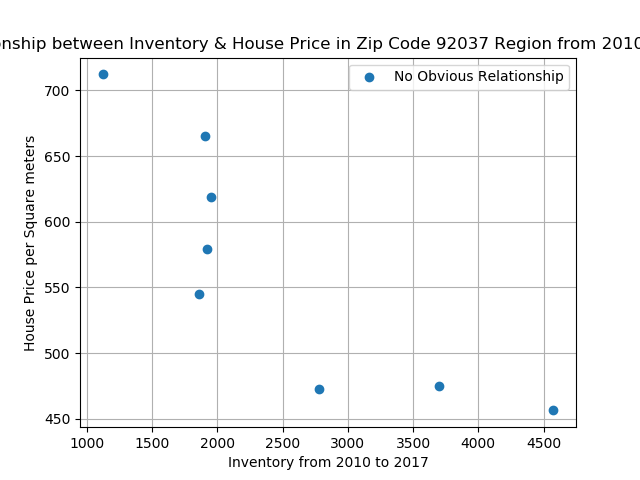 onship between Inventory & House Price in Zip Code 92037 Region from 2010
No Obvious Relationship
House Price per Square meters
700
650
600
550
500
450
1000 1500 2000 2500 3000 3500 4000 4500
Inventory from 2010 to 2017